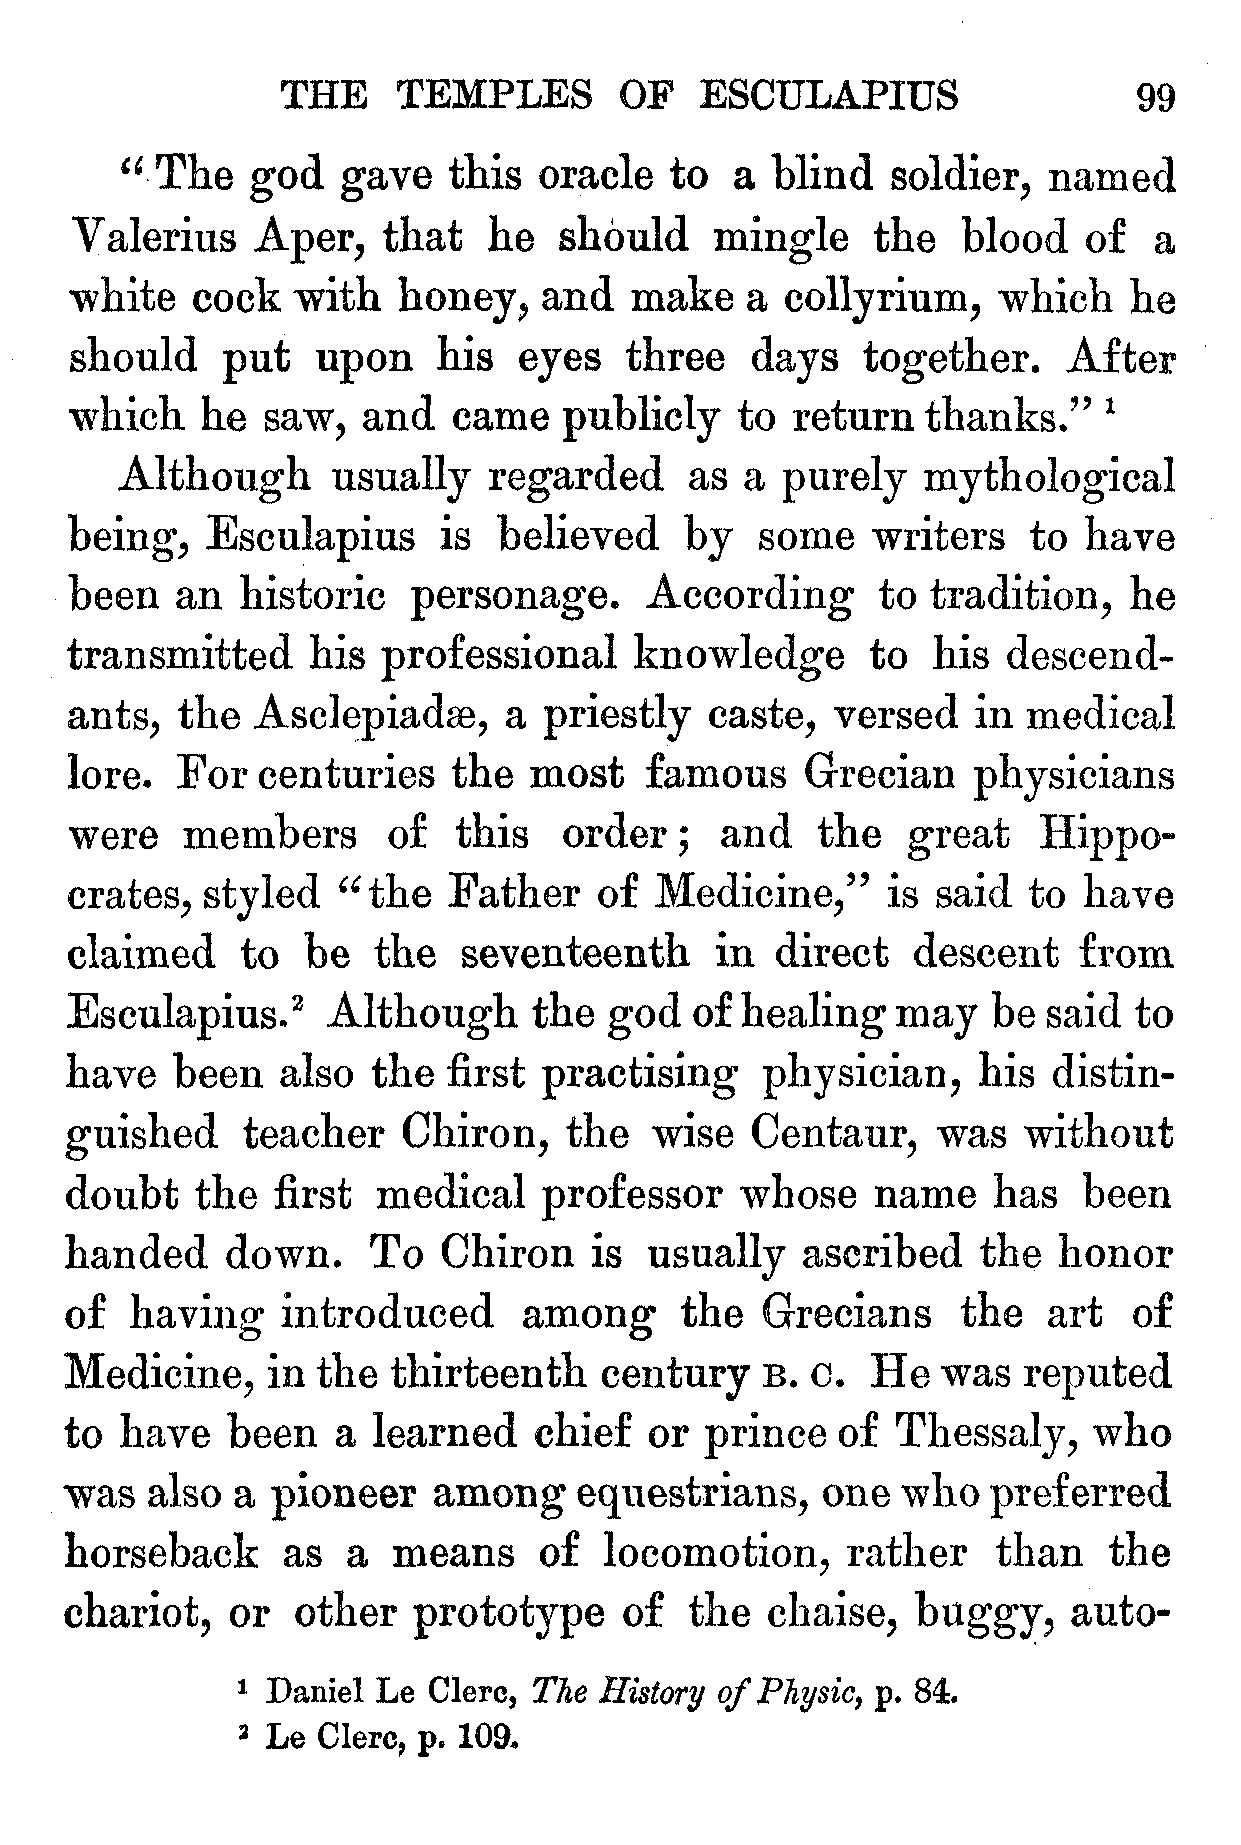 THE TEMPLES OF ESCULAPIUS 99
“The god gave this oracle to a blind soldier, named
Valerius Aper, that he should mingle the blood of a
white cock with honey, and make a collyrium, which he
should put upon his eyes three days together. After
which he saw, and came publicly to return thanks.” ¹
Although usually regarded as a purely mythological
being, Esculapius is believed by some writers to have
been an historic personage. According to tradition, he
transmitted his professional knowledge to his descend-
ants, the Asclepiadæ, a priestly caste, versed in medical
lore. For centuries the most famous Grecian physicians
were members of this order; and the great Hippo-
crates, styled “the Father of Medicine,” is said to have
claimed to be the seventeenth in direct descent from
Esculapius.² Although the god of healing may be said to
have been also the first practising physician, his distin-
guished teacher Chiron, the wise Centaur, was without
doubt the first medical professor whose name has been
handed down. To Chiron is usually ascribed the honor
of having introduced among the Grecians the art of
Medicine, in the thirteenth century B. C. He was reputed
to have been a learned chief or prince of Thessaly, who
was also a pioneer among equestrians, one who preferred
horseback as a means of locomotion, rather than the
chariot, or other prototype of the chaise, buggy, auto-
¹ Daniel Le Clerc, The History of Physic, p. 84.
² Le Clerc, p. 109.